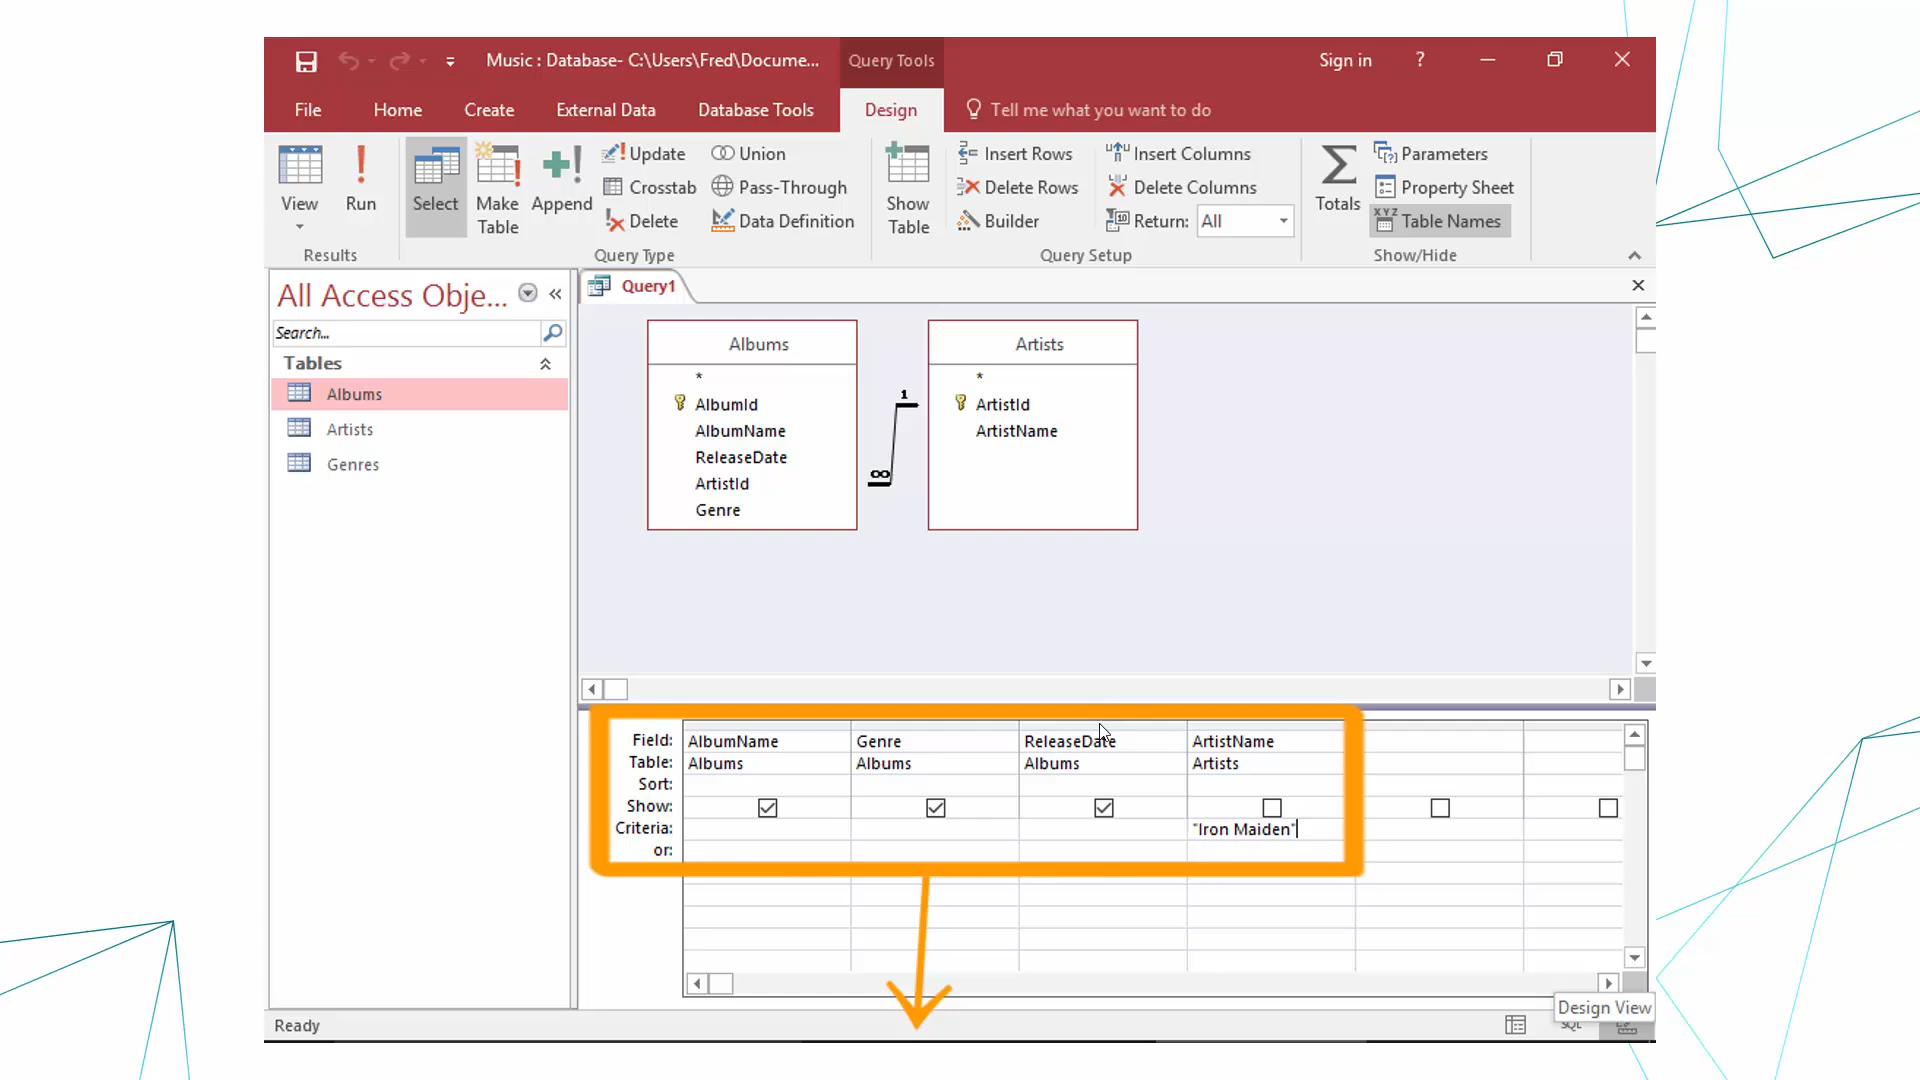 Music : Database- C:\Users\Fred\Docume...
Query Tools
Sign in
?
File
Home
Create
External Data
Database Tools
Design
Tell me what you want to do
View
Run
Select
Make
Table
Append
Update
Crosstab
Delete
Union
Pass-Through
Data Definition
Show
Table
Insert Rows
Delete Rows
Builder
Insert Columns
Delete Columns
Return: All
Totals
Parameters
Property Sheet
XYZ Table Names
Results
Query Type
Query Setup
Show/Hide
All Access Obje...
Search...
Tables
Albums
Artists
Genres
Query1
Albums
*
AlbumId
AlbumName
ReleaseDate
ArtistId
Genre
1
∞
Artists
*
ArtistId
ArtistName
Field: AlbumName Genre ReleaseDate ArtistName
Table: Albums Albums Albums Artists
Sort:
Show:
Criteria: "Iron Maiden"
or:
Design View
SQL
Ready